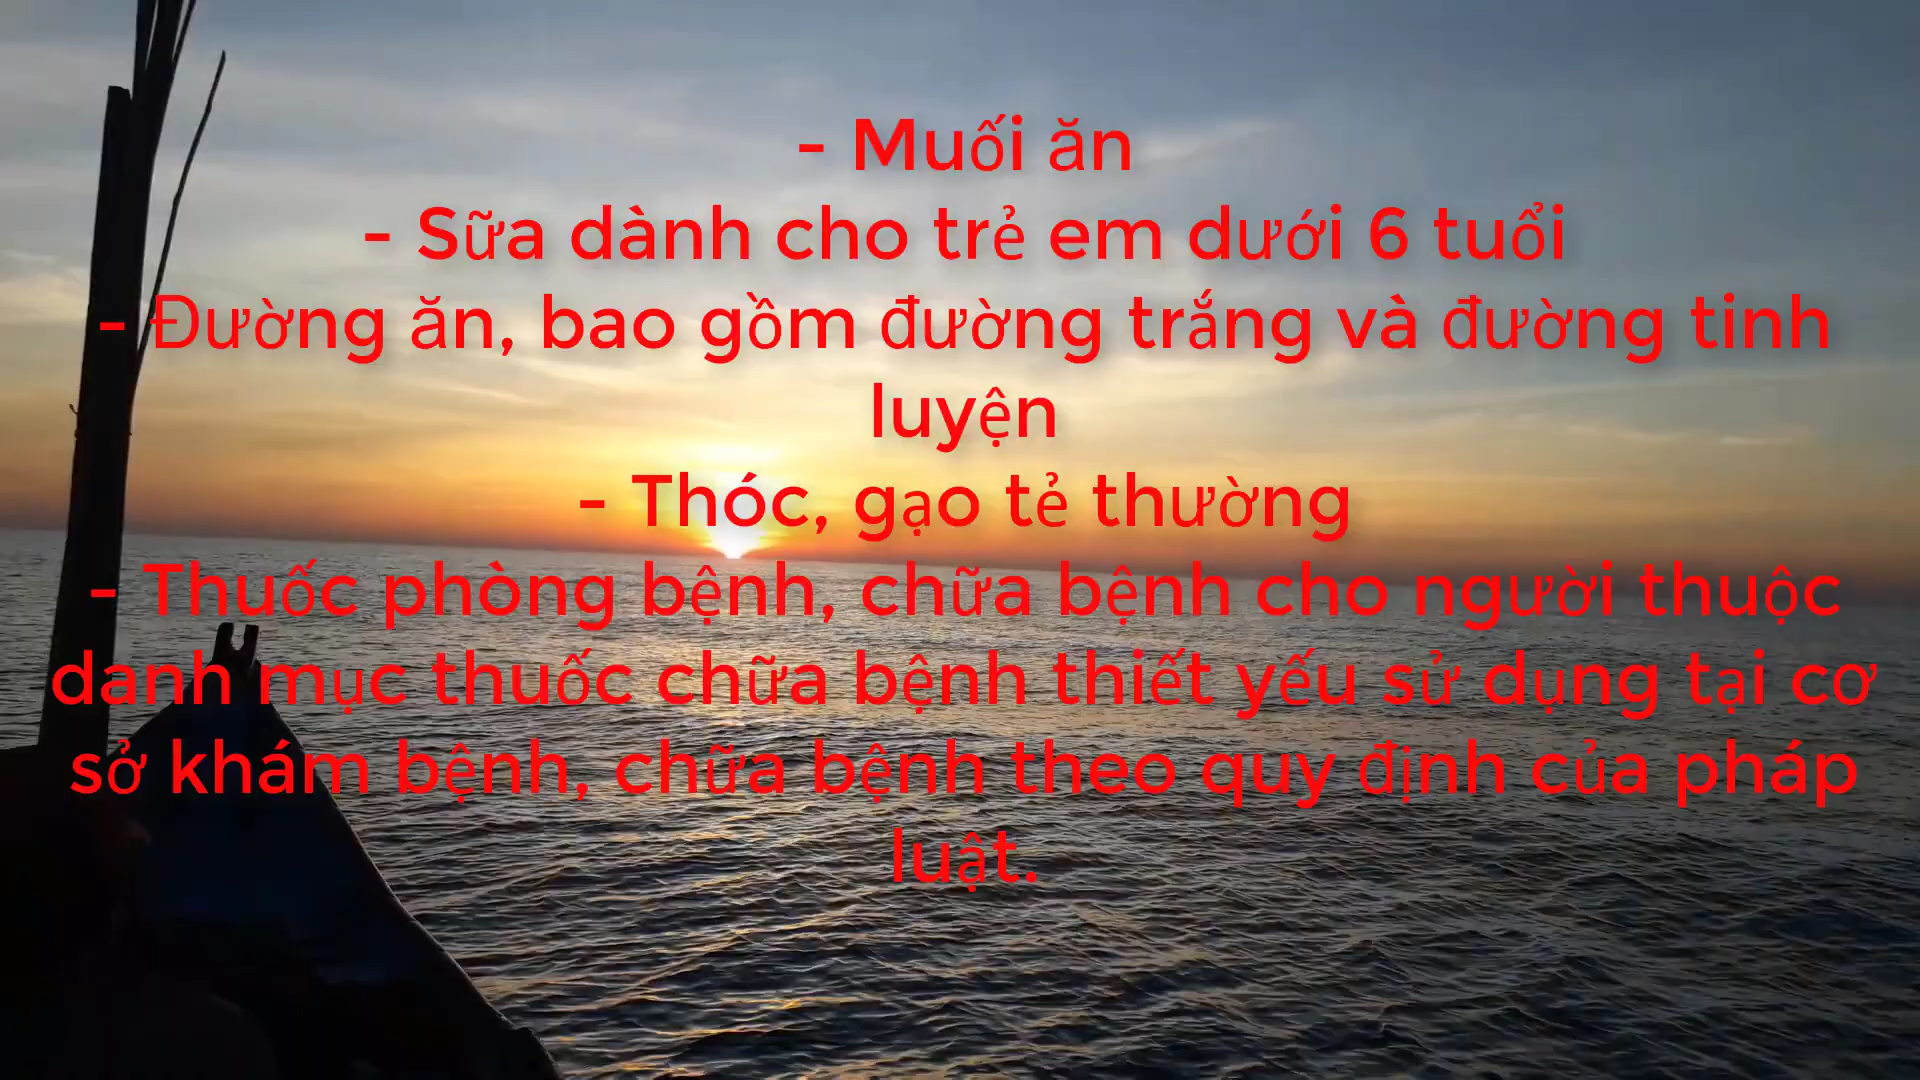 - Muối ăn
- Sữa dành cho trẻ em dưới 6 tuổi
- Đường ăn, bao gồm đường trắng và đường tinh
luyện
- Thóc, gạo tẻ thường
- Thuốc phòng bệnh, chữa bệnh cho người thuộc
danh mục thuốc chữa bệnh thiết yếu sử dụng tại cơ
sở khám bệnh, chữa bệnh theo quy định của pháp
luật.